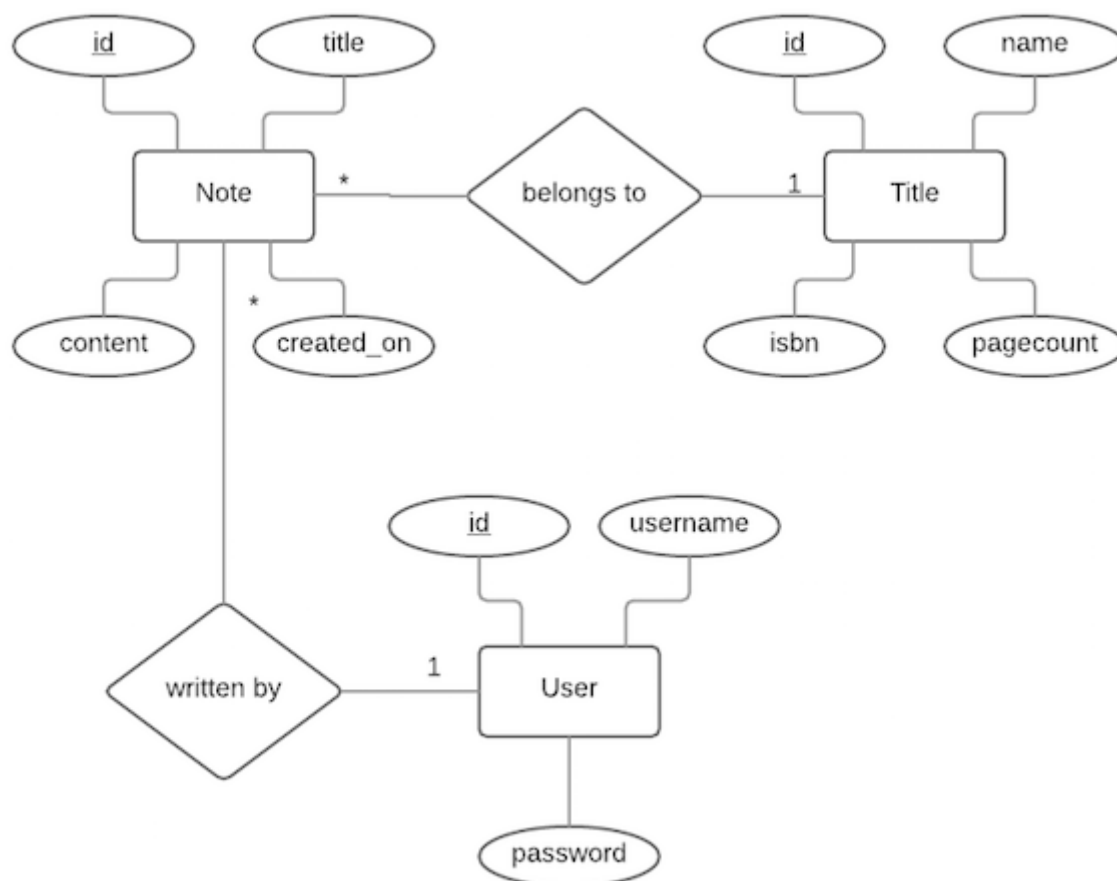 id
title
id
name
Note
*
belongs to
1
Title
content
*
created_on
isbn
pagecount
id
username
written by
1
User
password